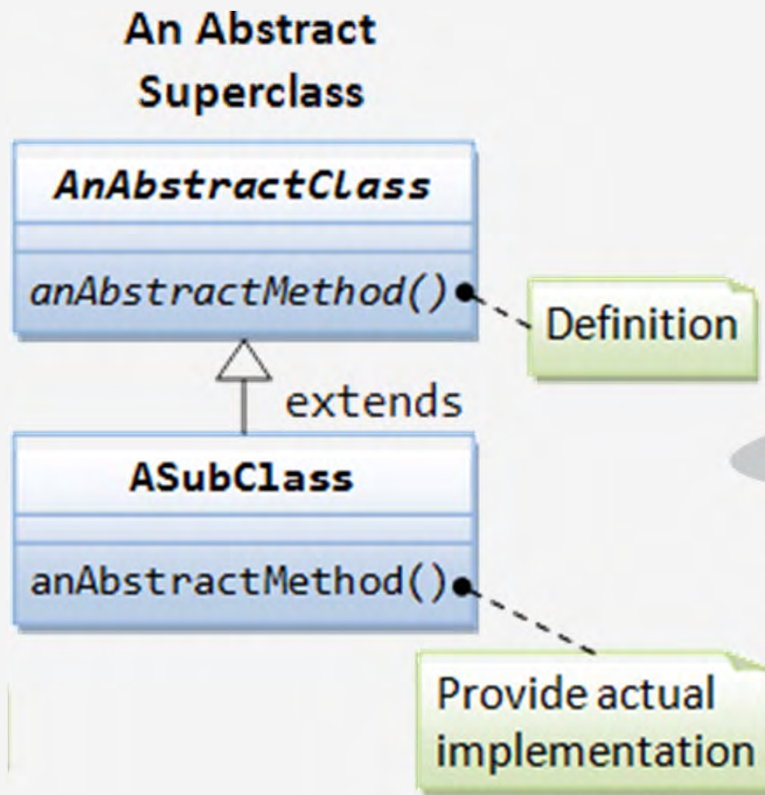 An Abstract
Superclass
AnAbstractClass
anAbstractMethod()
Definition
extends
ASubClass
anAbstractMethod()
Provide actual
implementation